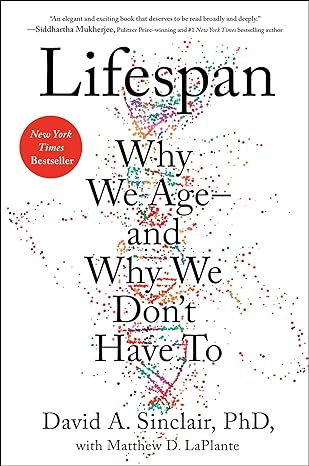 "An elegant and exciting book that deserves to be read broadly and deeply."
—Siddhartha Mukherjee, Pulitzer Prize–winning and #1 New York Times bestselling author
Lifespan
New York
Times
Bestseller
Why
We Age—
and
Why We
Don't
Have To
David A. Sinclair, PhD,
with Matthew D. LaPlante